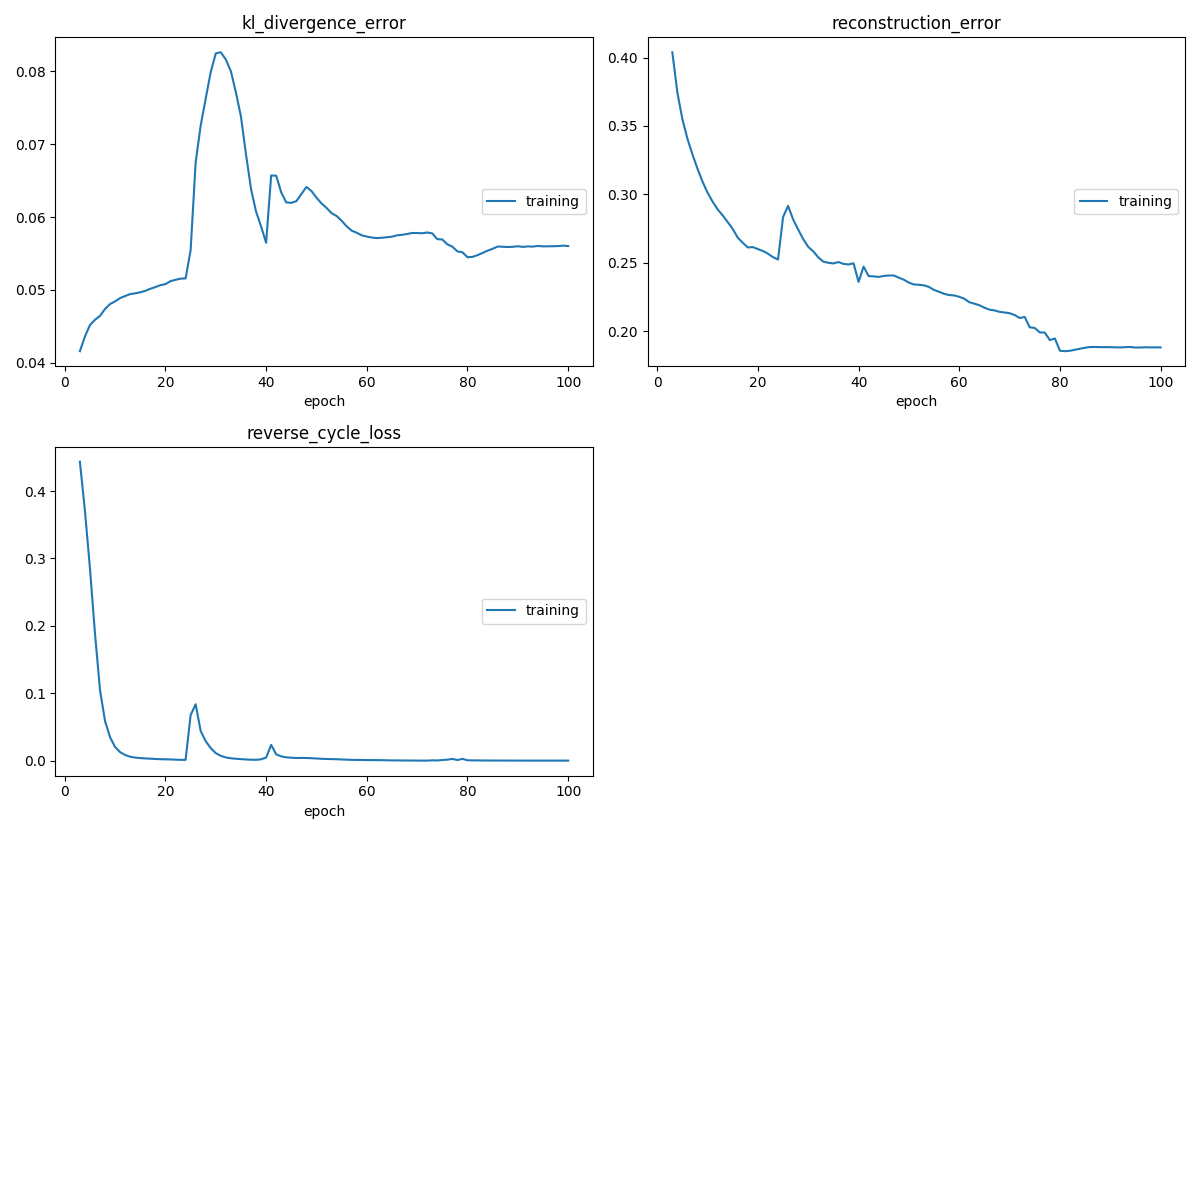 kl_divergence_error
0.08
0.07
0.06
0.05
0.04
training
0 20 40 60 80 100
epoch
reconstruction_error
0.40
0.35
0.30
0.25
0.20
training
0 20 40 60 80 100
epoch
reverse_cycle_loss
0.4
0.3
0.2
0.1
0.0
training
0 20 40 60 80 100
epoch